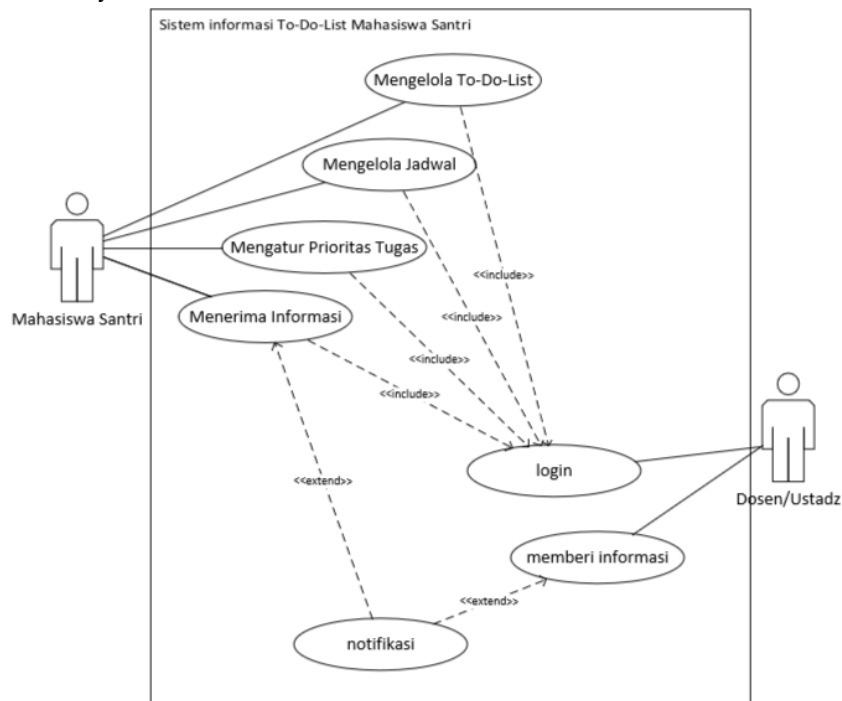 Sistem informasi To-Do-List Mahasiswa Santri
Mengelola To-Do-List
Mengelola Jadwal
Mengatur Prioritas Tugas
Menerima Informasi
Mahasiswa Santri
<<include>>
<<include>>
<<include>>
<<include>>
login
Dosen/Ustadz
<<extend>>
memberi informasi
<<extend>>
notifikasi